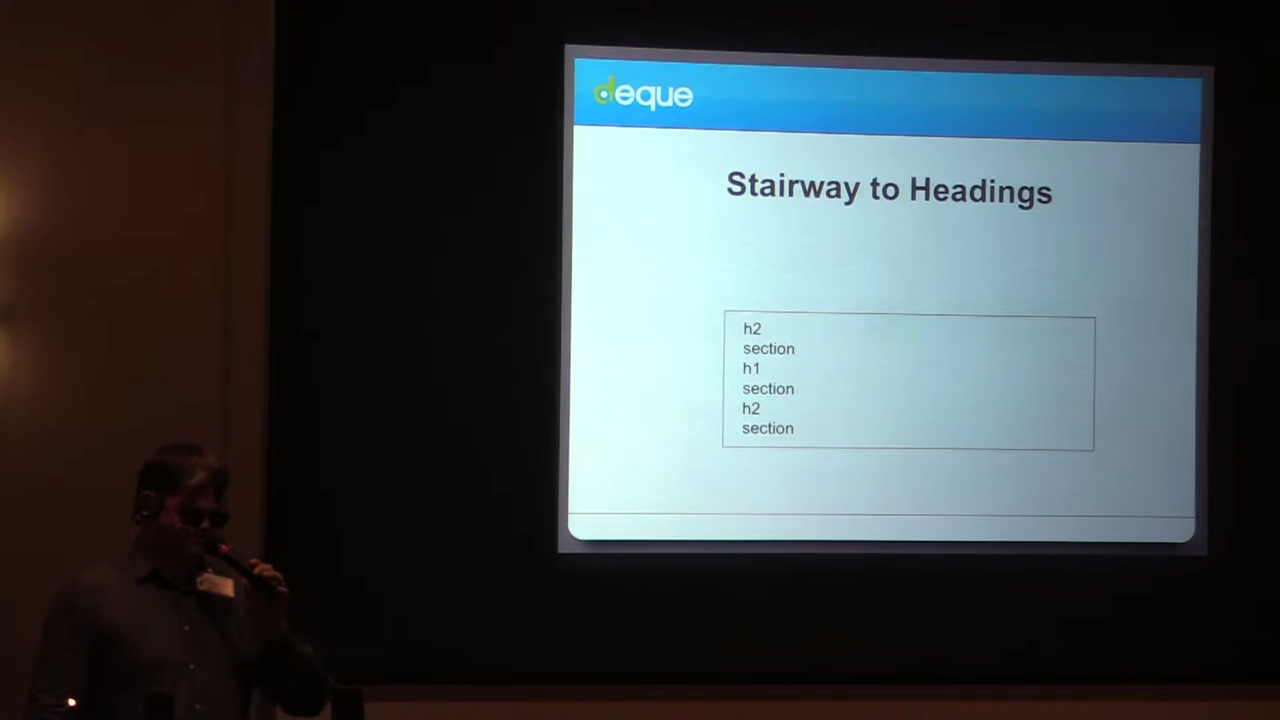 deque
Stairway to Headings
h2
section
h1
section
h2
section